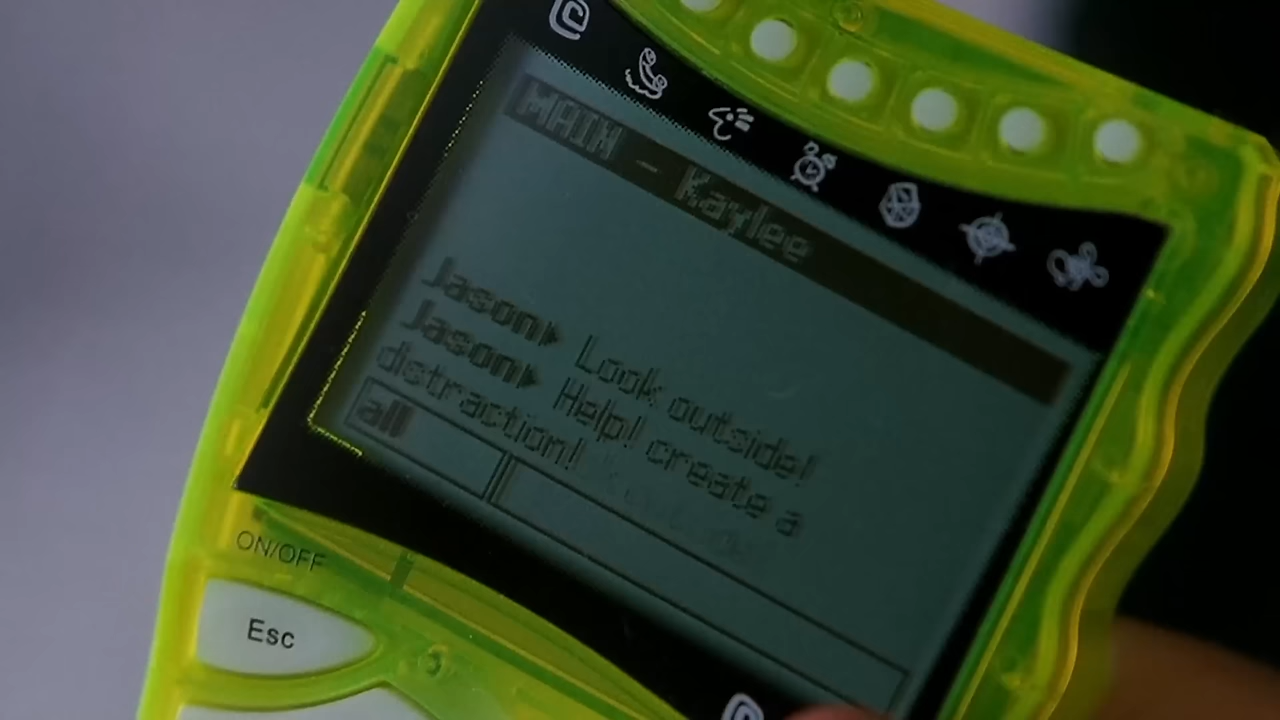 MAIN - Kaylee
Jason▶ Look outside!
Jason▶ Help! create a
distraction!
all
ON/OFF
Esc